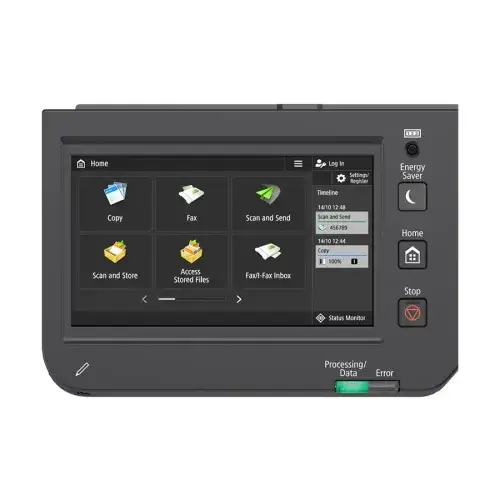 Home
Log In
Settings/
Register
Copy
Fax
Scan and Send
Scan and Store
Access
Stored Files
Fax/I-Fax Inbox
Timeline
14/10 12:48
Scan and Send
456789
14/10 12:44
Copy
100% 1
Status Monitor
Energy
Saver
Home
Stop
Processing/
Data
Error